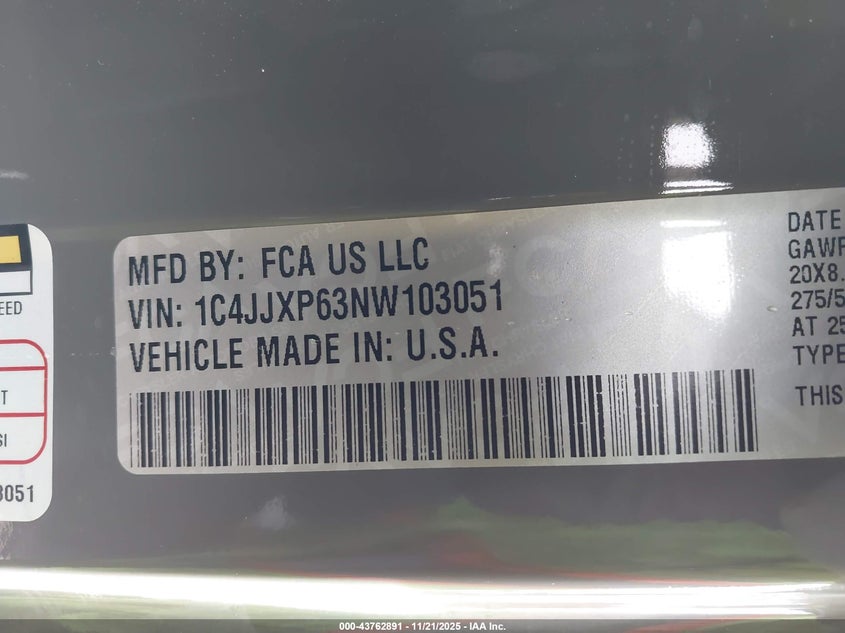 EED
T
SI
3051
MFD BY: FCA US LLC
VIN: 1C4JJXP63NW103051
VEHICLE MADE IN: U.S.A.
DATE
GAWR
20X8.
275/5
AT 25
TYPE
THIS
000-43762891 - 11/21/2025 - IAA Inc.